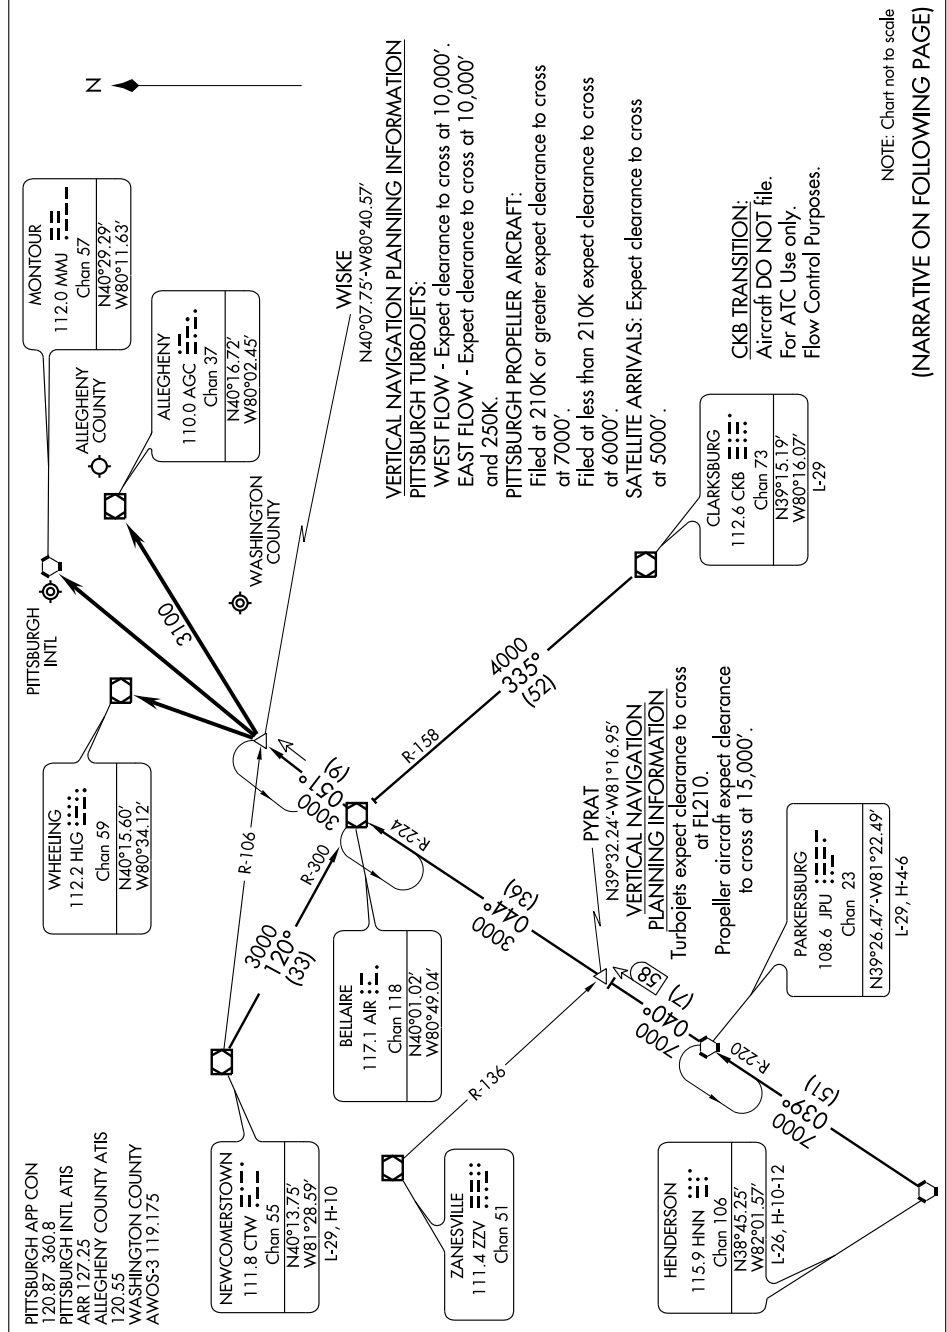 PITTSBURGH APP CON
120.87 360.8
PITTSBURGH INTL ATIS
ARR 127.25
ALLEGHENY COUNTY ATIS
120.55
WASHINGTON COUNTY
AWOS-3 119.175
NEWCOMERSTOWN
111.8 CTW
Chan 55
N40°13.75′
W81°28.59′
L-29, H-10
ZANESVILLE
111.4 ZZV
Chan 51
HENDERSON
115.9 HNN
Chan 106
N38°45.25′
W82°01.57′
L-26, H-10-12
WHEELING
112.2 HLG
Chan 59
N40°15.60′
W80°34.12′
BELLAIRE
117.1 AIR
Chan 118
N40°01.02′
W80°49.04′
PARKERSBURG
108.6 JPU
Chan 23
N39°26.47′-W81°22.49′
L-29, H-4-6
PITTSBURGH
INTL
MONTOUR
112.0 MMJ
Chan 57
N40°29.29′
W80°11.63′
ALLEGHENY
COUNTY
ALLEGHENY
110.0 AGC
Chan 37
N40°16.72′
W80°02.45′
WASHINGTON
COUNTY
N
3100
R-106
3000
051°
(9)
3000
120°
(33)
R-300
R-158
4000
335°
(52)
R-224
3000
044°
(36)
R-136
58
7000
040°
(7)
R-220
7000
039°
(51)
WISKE
N40°07.75′-W80°40.57′
VERTICAL NAVIGATION PLANNING INFORMATION
PITTSBURGH TURBOJETS:
WEST FLOW - Expect clearance to cross at 10,000′.
EAST FLOW - Expect clearance to cross at 10,000′
and 250K.
PITTSBURGH PROPELLER AIRCRAFT:
Filed at 210K or greater expect clearance to cross
at 7000′.
Filed at less than 210K expect clearance to cross
at 6000′.
SATELLITE ARRIVALS: Expect clearance to cross
at 5000′.
PYRAT
N39°32.24′-W81°16.95′
VERTICAL NAVIGATION
PLANNING INFORMATION
Turbojets expect clearance to cross
at FL210.
Propeller aircraft expect clearance
to cross at 15,000′.
CLARKSBURG
112.6 CKB
Chan 73
N39°15.19′
W80°16.07′
L-29
CKB TRANSITION:
Aircraft DO NOT file.
For ATC Use only.
Flow Control Purposes.
NOTE: Chart not to scale
(NARRATIVE ON FOLLOWING PAGE)